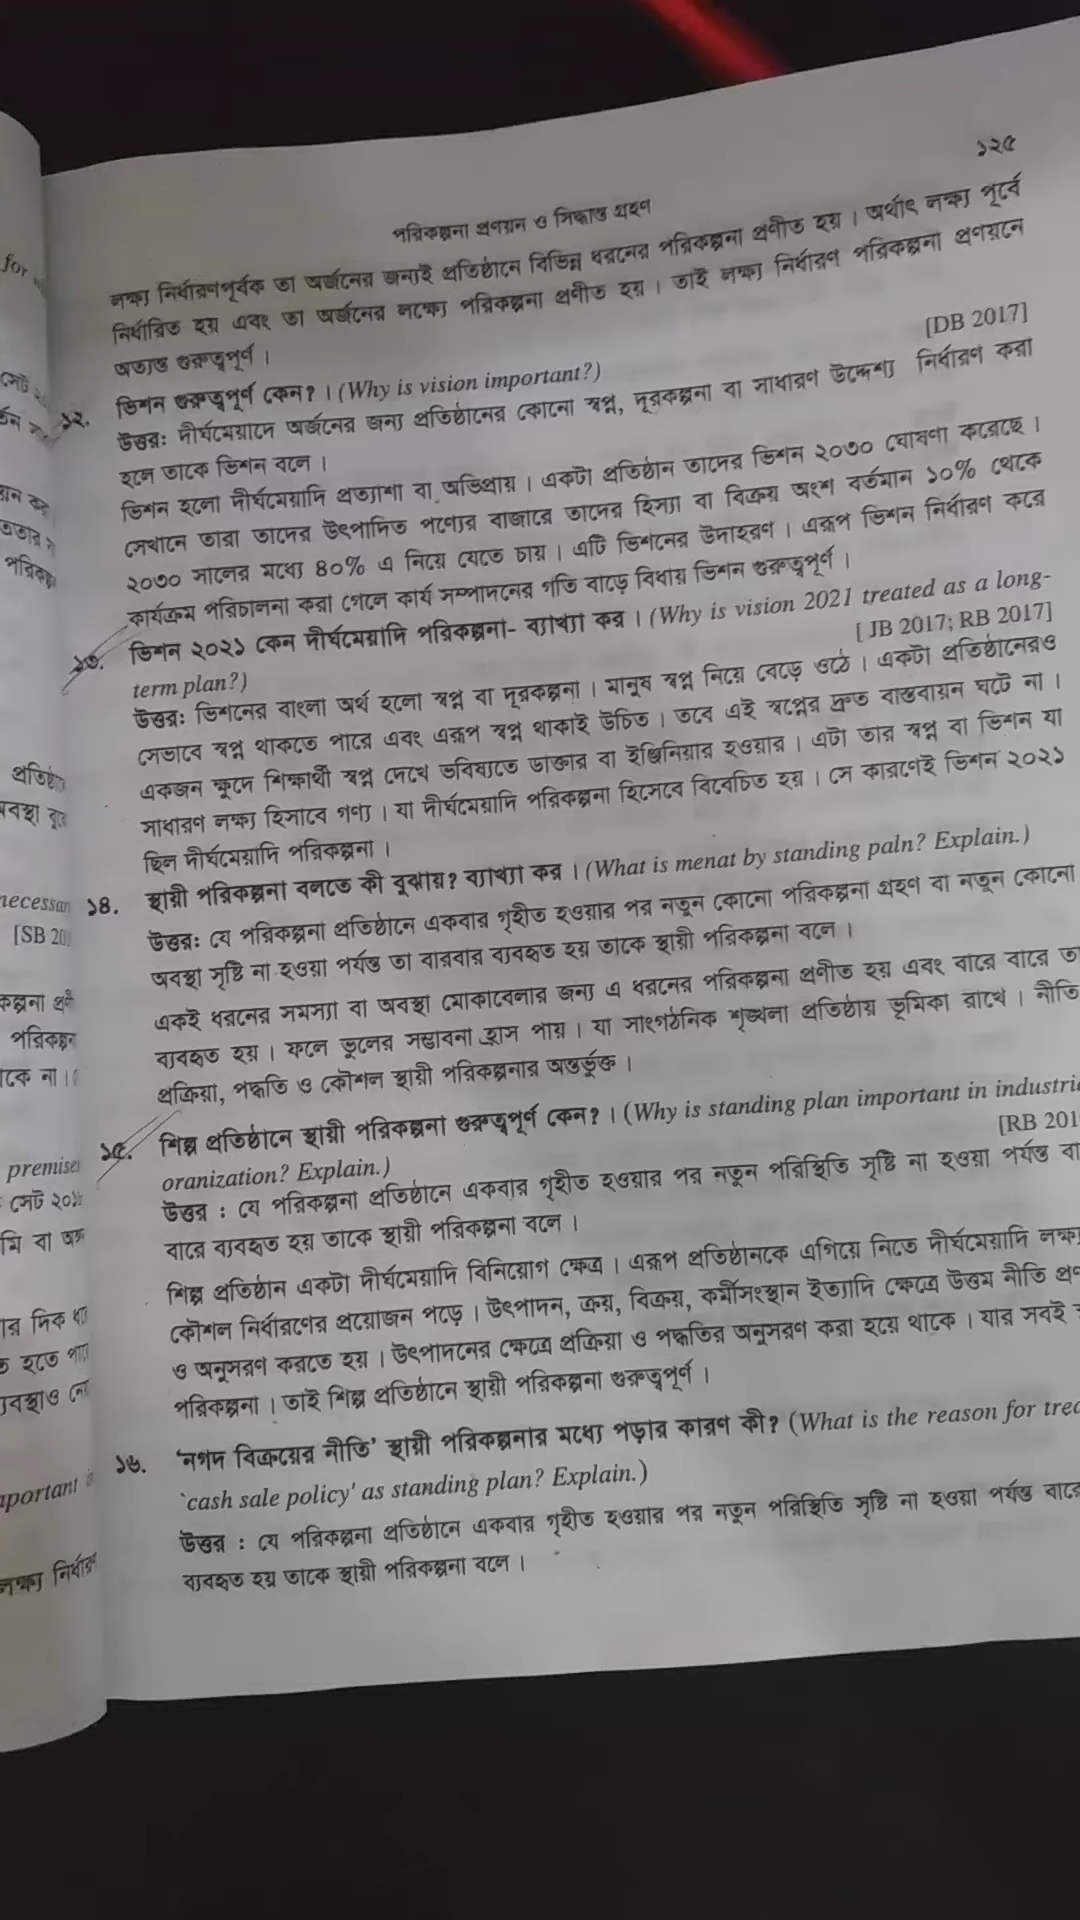 ১২৫
পরিকল্পনা প্রণয়ন ও সিদ্ধান্ত গ্রহণ
লক্ষ্য নির্ধারণপূর্বক তা অর্জনের জন্যই প্রতিষ্ঠানে বিভিন্ন ধরনের পরিকল্পনা প্রণীত হয়। অর্থাৎ লক্ষ্য পূর্বে
নির্ধারিত হয় এবং তা অর্জনের লক্ষ্যে পরিকল্পনা প্রণীত হয়। তাই লক্ষ্য নির্ধারণ পরিকল্পনা প্রণয়নে
অত্যন্ত গুরুত্বপূর্ণ।
১২. ভিশন গুরুত্বপূর্ণ কেন? । (Why is vision important?) [DB 2017]
উত্তর: দীর্ঘমেয়াদে অর্জনের জন্য প্রতিষ্ঠানের কোনো স্বপ্ন, দূরকল্পনা বা সাধারণ উদ্দেশ্য নির্ধারণ করা
হলে তাকে ভিশন বলে।
ভিশন হলো দীর্ঘমেয়াদি প্রত্যাশা বা অভিপ্রায়। একটা প্রতিষ্ঠান তাদের ভিশন ২০৩০ ঘোষণা করেছে।
সেখানে তারা তাদের উৎপাদিত পণ্যের বাজারে তাদের হিস্যা বা বিক্রয় অংশ বর্তমান ১০% থেকে
২০৩০ সালের মধ্যে ৪০% এ নিয়ে যেতে চায়। এটি ভিশনের উদাহরণ। এরূপ ভিশন নির্ধারণ করে
কার্যক্রম পরিচালনা করা গেলে কার্য সম্পাদনের গতি বাড়ে বিধায় ভিশন গুরুত্বপূর্ণ।
১৩. ভিশন ২০২১ কেন দীর্ঘমেয়াদি পরিকল্পনা- ব্যাখ্যা কর। (Why is vision 2021 treated as a long-
term plan?) [ JB 2017; RB 2017]
উত্তর: ভিশনের বাংলা অর্থ হলো স্বপ্ন বা দূরকল্পনা। মানুষ স্বপ্ন নিয়ে বেড়ে ওঠে। একটা প্রতিষ্ঠানেরও
সেভাবে স্বপ্ন থাকতে পারে এবং এরূপ স্বপ্ন থাকাই উচিত। তবে এই স্বপ্নের দ্রুত বাস্তবায়ন ঘটে না।
একজন ক্ষুদে শিক্ষার্থী স্বপ্ন দেখে ভবিষ্যতে ডাক্তার বা ইঞ্জিনিয়ার হওয়ার। এটা তার স্বপ্ন বা ভিশন যা
সাধারণ লক্ষ্য হিসাবে গণ্য। যা দীর্ঘমেয়াদি পরিকল্পনা হিসেবে বিবেচিত হয়। সে কারণেই ভিশন ২০২১
ছিল দীর্ঘমেয়াদি পরিকল্পনা।
১৪. স্থায়ী পরিকল্পনা বলতে কী বুঝায়? ব্যাখ্যা কর। (What is menat by standing paln? Explain.)
উত্তর: যে পরিকল্পনা প্রতিষ্ঠানে একবার গৃহীত হওয়ার পর নতুন কোনো পরিকল্পনা গ্রহণ বা নতুন কোনো
অবস্থা সৃষ্টি না হওয়া পর্যন্ত তা বারবার ব্যবহৃত হয় তাকে স্থায়ী পরিকল্পনা বলে।
একই ধরনের সমস্যা বা অবস্থা মোকাবেলার জন্য এ ধরনের পরিকল্পনা প্রণীত হয় এবং বারে বারে তা
ব্যবহৃত হয়। ফলে ভুলের সম্ভাবনা হ্রাস পায়। যা সাংগঠনিক শৃঙ্খলা প্রতিষ্ঠায় ভূমিকা রাখে। নীতি
প্রক্রিয়া, পদ্ধতি ও কৌশল স্থায়ী পরিকল্পনার অন্তর্ভুক্ত।
১৫. শিল্প প্রতিষ্ঠানে স্থায়ী পরিকল্পনা গুরুত্বপূর্ণ কেন? । (Why is standing plan important in industri
oranization? Explain.) [RB 201
উত্তর : যে পরিকল্পনা প্রতিষ্ঠানে একবার গৃহীত হওয়ার পর নতুন পরিস্থিতি সৃষ্টি না হওয়া পর্যন্ত বা
বারে ব্যবহৃত হয় তাকে স্থায়ী পরিকল্পনা বলে।
শিল্প প্রতিষ্ঠান একটা দীর্ঘমেয়াদি বিনিয়োগ ক্ষেত্র। এরূপ প্রতিষ্ঠানকে এগিয়ে নিতে দীর্ঘমেয়াদি লক্ষ্য
কৌশল নির্ধারণের প্রয়োজন পড়ে। উৎপাদন, ক্রয়, বিক্রয়, কর্মীসংস্থান ইত্যাদি ক্ষেত্রে উত্তম নীতি প্রণ
ও অনুসরণ করতে হয়। উৎপাদনের ক্ষেত্রে প্রক্রিয়া ও পদ্ধতির অনুসরণ করা হয়ে থাকে। যার সবই
পরিকল্পনা। তাই শিল্প প্রতিষ্ঠানে স্থায়ী পরিকল্পনা গুরুত্বপূর্ণ।
১৬. ‘নগদ বিক্রয়ের নীতি’ স্থায়ী পরিকল্পনার মধ্যে পড়ার কারণ কী? (What is the reason for trea
`cash sale policy' as standing plan? Explain.)
উত্তর : যে পরিকল্পনা প্রতিষ্ঠানে একবার গৃহীত হওয়ার পর নতুন পরিস্থিতি সৃষ্টি না হওয়া পর্যন্ত বারে
ব্যবহৃত হয় তাকে স্থায়ী পরিকল্পনা বলে।